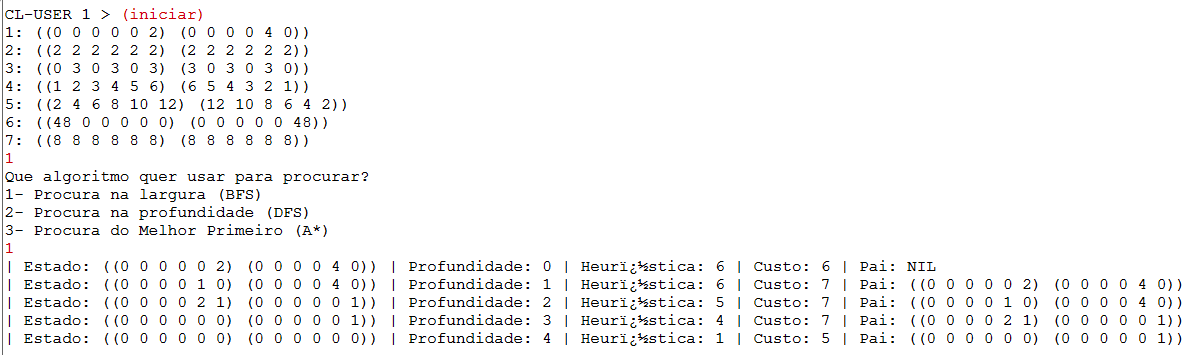 CL-USER 1 > (iniciar)
1: ((0 0 0 0 0 2) (0 0 0 0 4 0))
2: ((2 2 2 2 2 2) (2 2 2 2 2 2))
3: ((0 3 0 3 0 3) (3 0 3 0 3 0))
4: ((1 2 3 4 5 6) (6 5 4 3 2 1))
5: ((2 4 6 8 10 12) (12 10 8 6 4 2))
6: ((48 0 0 0 0 0) (0 0 0 0 0 48))
7: ((8 8 8 8 8 8) (8 8 8 8 8 8))
1
Que algoritmo quer usar para procurar?
1- Procura na largura (BFS)
2- Procura na profundidade (DFS)
3- Procura do Melhor Primeiro (A*)
1
| Estado: ((0 0 0 0 0 2) (0 0 0 0 4 0)) | Profundidade: 0 | Heurï¿½stica: 6 | Custo: 6 | Pai: NIL
| Estado: ((0 0 0 0 1 0) (0 0 0 0 4 0)) | Profundidade: 1 | Heurï¿½stica: 6 | Custo: 7 | Pai: ((0 0 0 0 0 2) (0 0 0 0 4 0))
| Estado: ((0 0 0 0 2 1) (0 0 0 0 0 1)) | Profundidade: 2 | Heurï¿½stica: 5 | Custo: 7 | Pai: ((0 0 0 0 1 0) (0 0 0 0 4 0))
| Estado: ((0 0 0 0 0 0) (0 0 0 0 0 1)) | Profundidade: 3 | Heurï¿½stica: 4 | Custo: 7 | Pai: ((0 0 0 0 2 1) (0 0 0 0 0 1))
| Estado: ((0 0 0 0 0 0) (0 0 0 0 0 0)) | Profundidade: 4 | Heurï¿½stica: 1 | Custo: 5 | Pai: ((0 0 0 0 0 0) (0 0 0 0 0 1))